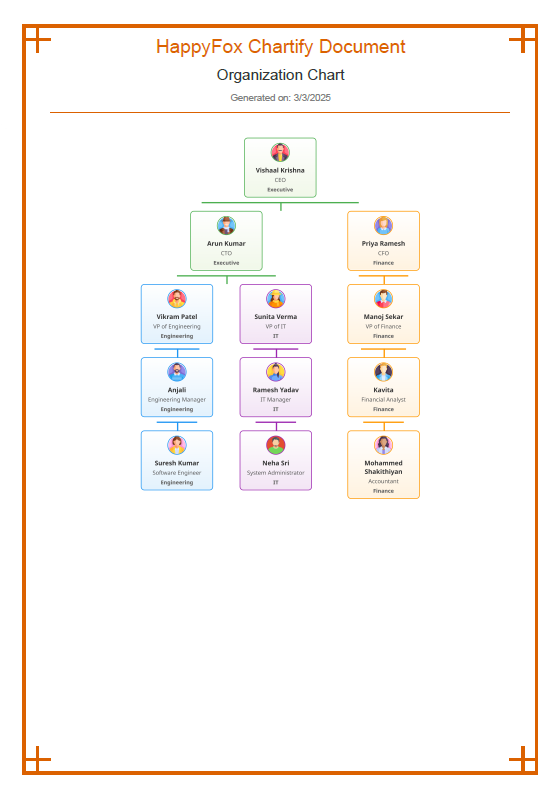 HappyFox Chartify Document
Organization Chart
Generated on: 3/3/2025
Vishaal Krishna
CEO
Executive
Arun Kumar
CTO
Executive
Priya Ramesh
CFO
Finance
Vikram Patel
VP of Engineering
Engineering
Sunita Verma
VP of IT
IT
Manoj Sekar
VP of Finance
Finance
Anjali
Engineering Manager
Engineering
Ramesh Yadav
IT Manager
IT
Kavita
Financial Analyst
Finance
Suresh Kumar
Software Engineer
Engineering
Neha Sri
System Administrator
IT
Mohammed
Shakithiyan
Accountant
Finance